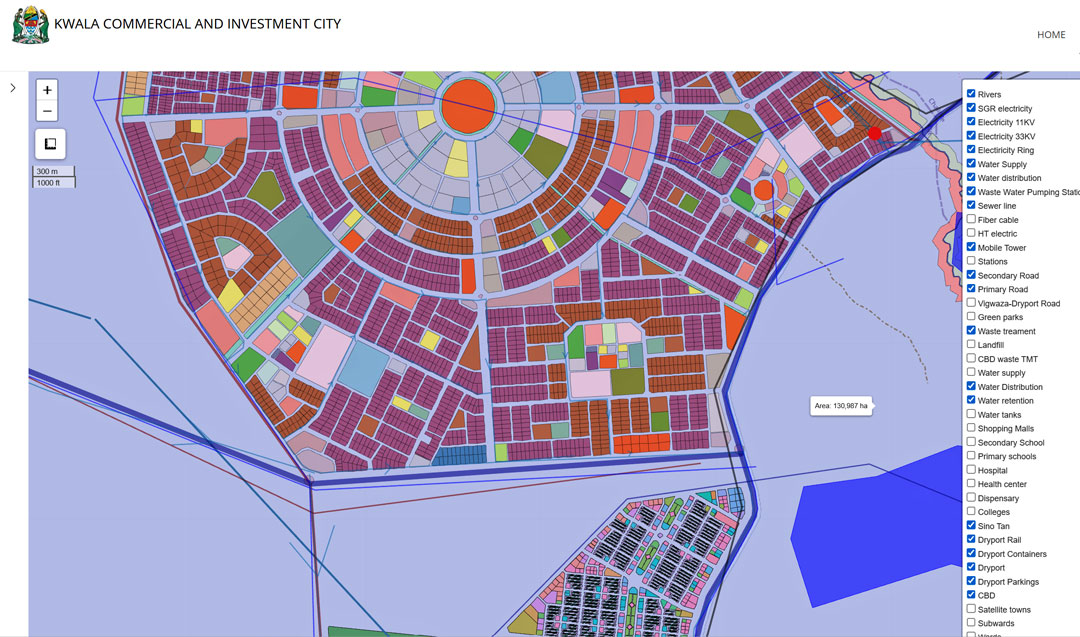 KWALA COMMERCIAL AND INVESTMENT CITY
HOME
+
−
300 m
1000 ft
Area: 130,987 ha
Rivers
SGR electricity
Electricity 11KV
Electricity 33KV
Electiricity Ring
Water Supply
Water distribution
Waste Water Pumping Static
Sewer line
Fiber cable
HT electric
Mobile Tower
Stations
Secondary Road
Primary Road
Vigwaza-Dryport Road
Green parks
Waste treament
Landfill
CBD waste TMT
Water supply
Water Distribution
Water retention
Water tanks
Shopping Malls
Secondary School
Primary schools
Hospital
Health center
Dispensary
Colleges
Sino Tan
Dryport Rail
Dryport Containers
Dryport
Dryport Parkings
CBD
Satellite towns
Subwards